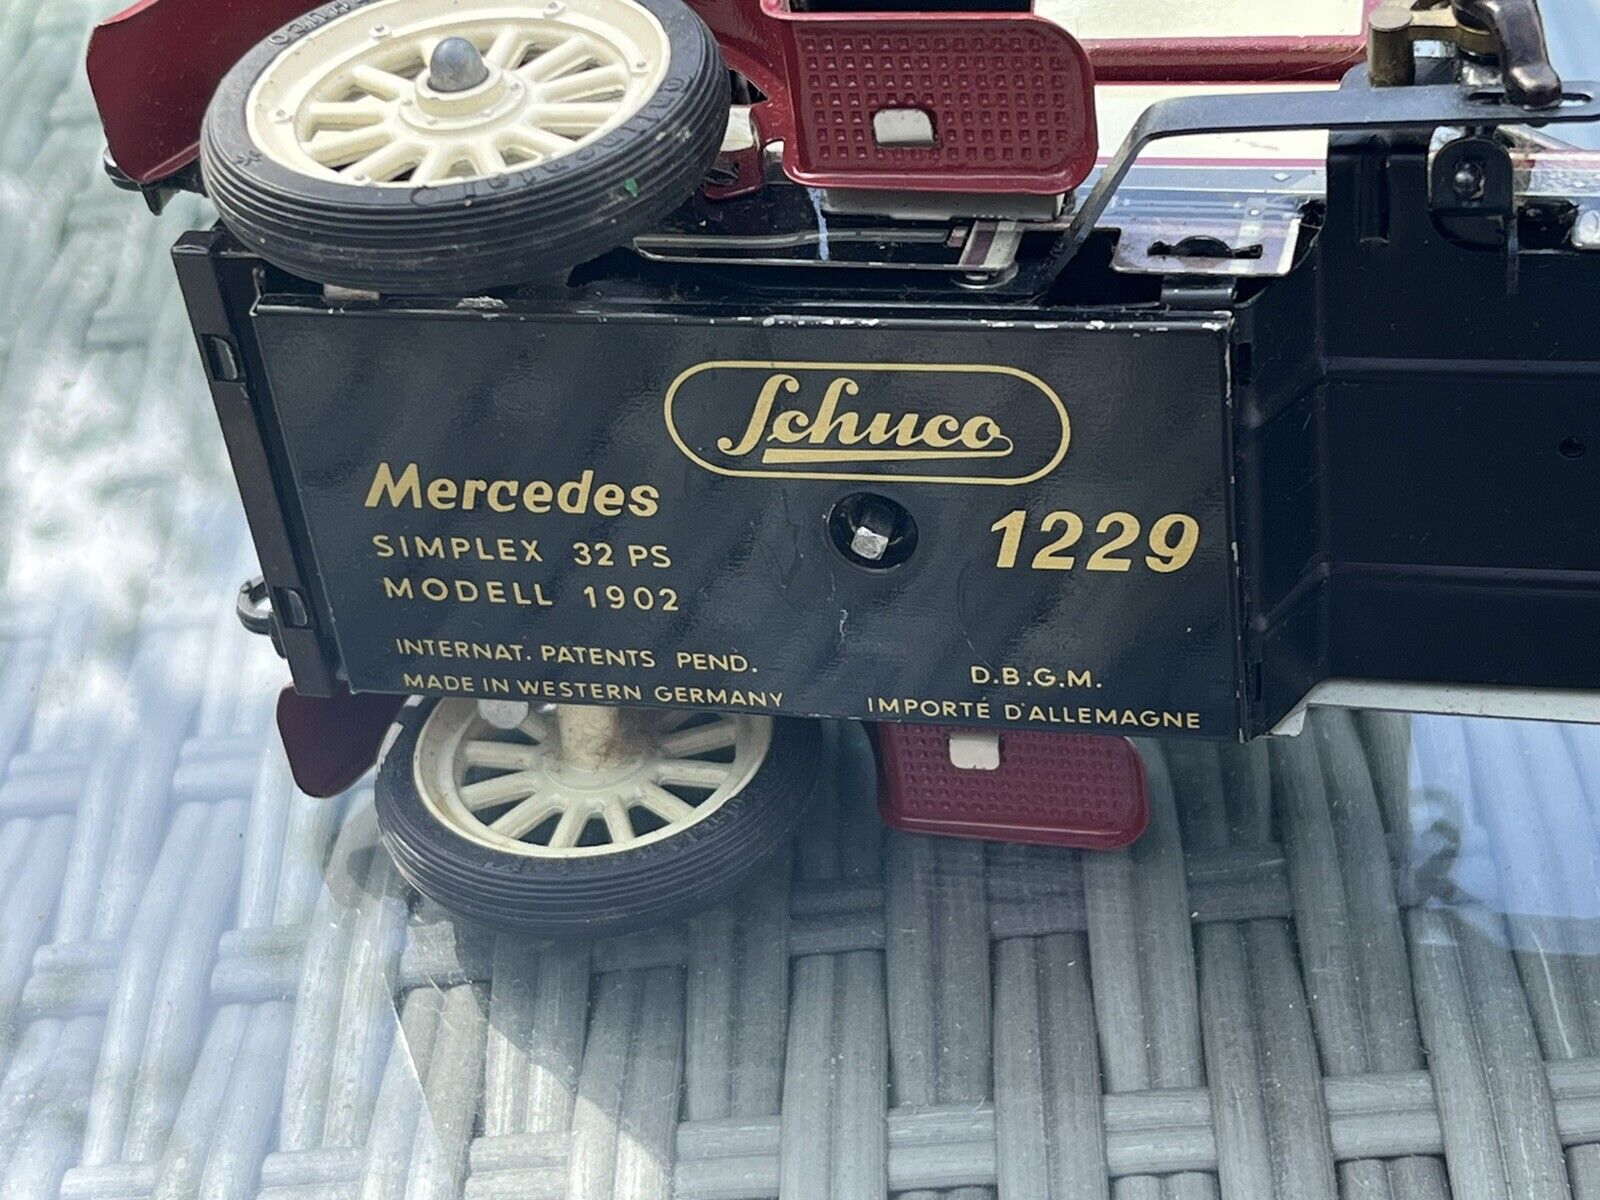 Schuco
Mercedes
SIMPLEX 32 PS
MODELL 1902
1229
INTERNAT. PATENTS PEND.
MADE IN WESTERN GERMANY
D.B.G.M.
IMPORTÉ D'ALLEMAGNE